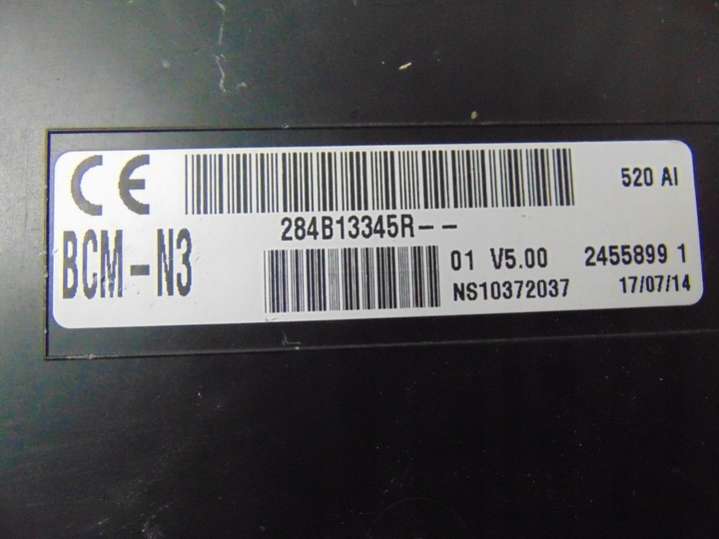 CE
520 AI
284B13345R--
BCM-N3
01 V5.00
2455899 1
NS10372037
17/07/14